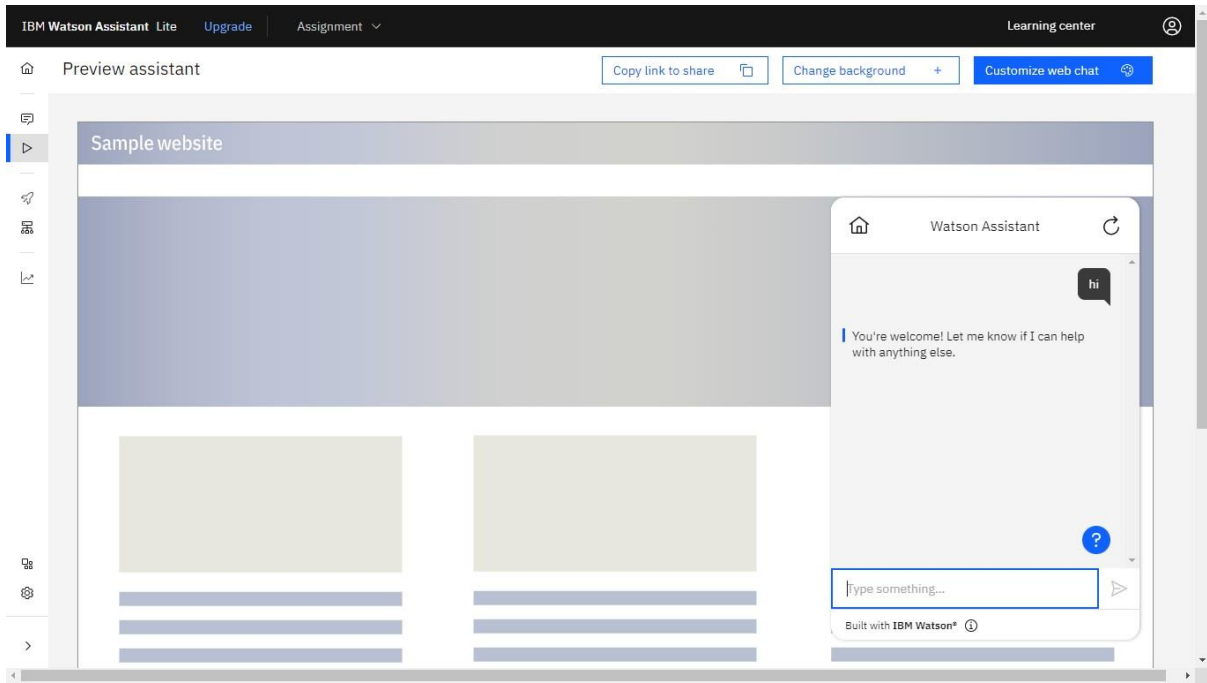 IBM Watson Assistant Lite Upgrade Assignment Learning center
Preview assistant Copy link to share Change background + Customize web chat
Sample website
Watson Assistant
hi
You're welcome! Let me know if I can help
with anything else.
?
Type something...
Built with IBM Watson®